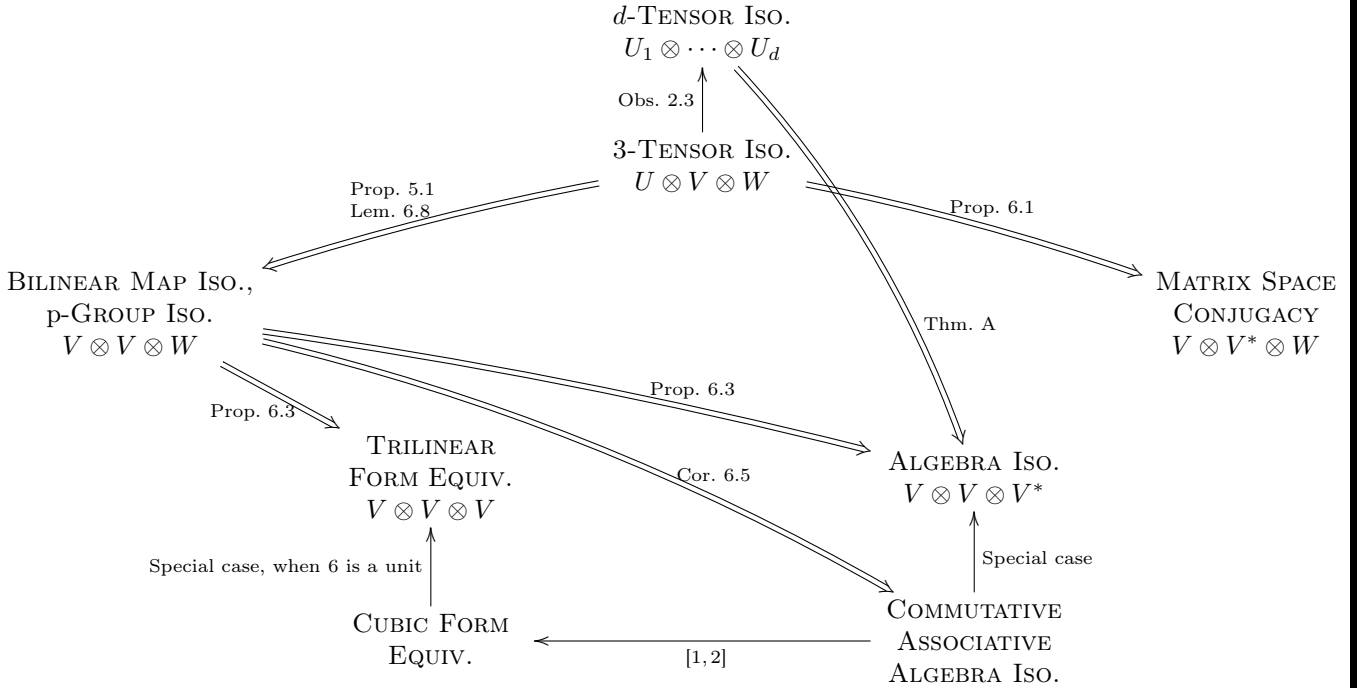 d-TENSOR ISO.
U₁ ⊗ ⋯ ⊗ U_d
Obs. 2.3
3-TENSOR ISO.
U ⊗ V ⊗ W
Prop. 5.1
Lem. 6.8
Prop. 6.1
BILINEAR MAP ISO.,
p-GROUP ISO.
V ⊗ V ⊗ W
MATRIX SPACE
CONJUGACY
V ⊗ V* ⊗ W
Thm. A
Prop. 6.3
Prop. 6.3
TRILINEAR
FORM EQUIV.
V ⊗ V ⊗ V
Cor. 6.5
ALGEBRA ISO.
V ⊗ V ⊗ V*
Special case, when 6 is a unit
Special case
CUBIC FORM
EQUIV.
[1, 2]
COMMUTATIVE
ASSOCIATIVE
ALGEBRA ISO.